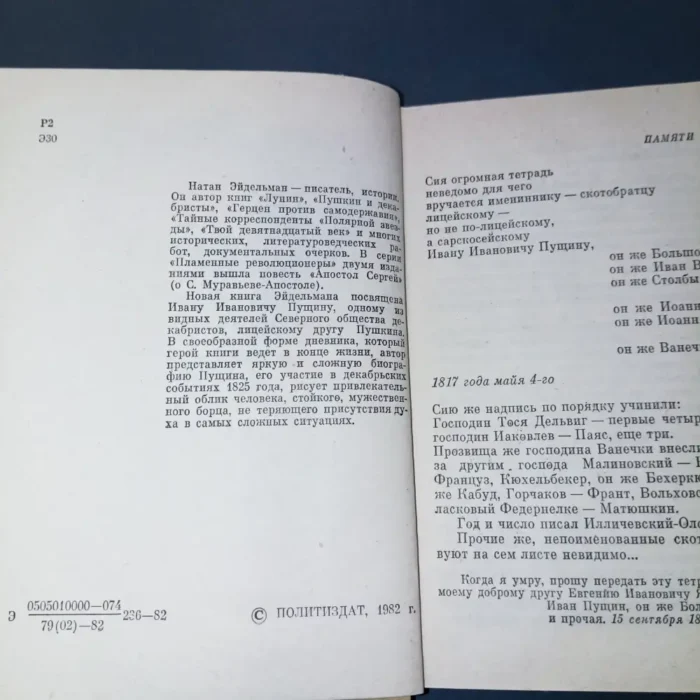 Р2
Э30
Натан Эйдельман — писатель, историк.
Он автор книг «Лунин», «Пушкин и дека-
бристы», «Герцен против самодержавия»,
«Тайные корреспонденты «Полярной звез-
ды», «Твой девятнадцатый век» и многих
исторических, литературоведческих ра-
бот, документальных очерков. В серии
«Пламенные революционеры» двумя изда-
ниями вышла повесть «Апостол Сергей»
(о С. Муравьеве-Апостоле).
Новая книга Эйдельмана посвящена
Ивану Ивановичу Пущину, одному из
видных деятелей Северного общества де-
кабристов, лицейскому другу Пушкина.
В своеобразной форме дневника, который
герой книги ведет в конце жизни, автор
представляет яркую и сложную биогра-
фию Пущина, его участие в декабрьских
событиях 1825 года, рисует привлекатель-
ный облик человека, стойкого, мужествен-
ного борца, не теряющего присутствия ду-
ха в самых сложных ситуациях.
Э 0505010000—074
79(02)—82 236—82
© ПОЛИТИЗДАТ, 1982 г.
ПАМЯТИ
Сия огромная тетрадь
неведомо для чего
вручается имениннику — скотобратцу
лицейскому —
но не по-лицейскому,
а сарскосейскому
Ивану Ивановичу Пущину,
он же Большо
он же Иван В
он же Столбы
он же Иоани
он же Иоанн
он же Ванечк
1817 года майя 4-го
Сию же надпись по порядку учинили:
Господин Тося Дельвиг — первые четыр
господин Иаковлев — Паяс, еще три.
Прозвища же господина Ванечки внесли
за другим господа Малиновский —
Француз, Кюхельбекер, он же Бехерк
же Кабуд, Горчаков — Франт, Вольхов
ласковый Федернелке — Матюшкин.
Год и число писал Илличевский-Оло
Прочие же, непоименованные скот
вуют на сем листе невидимо...
Когда я умру, прошу передать эту тетр
моему доброму другу Евгению Ивановичу Я
Иван Пущин, он же Бол
и прочая. 15 сентября 18